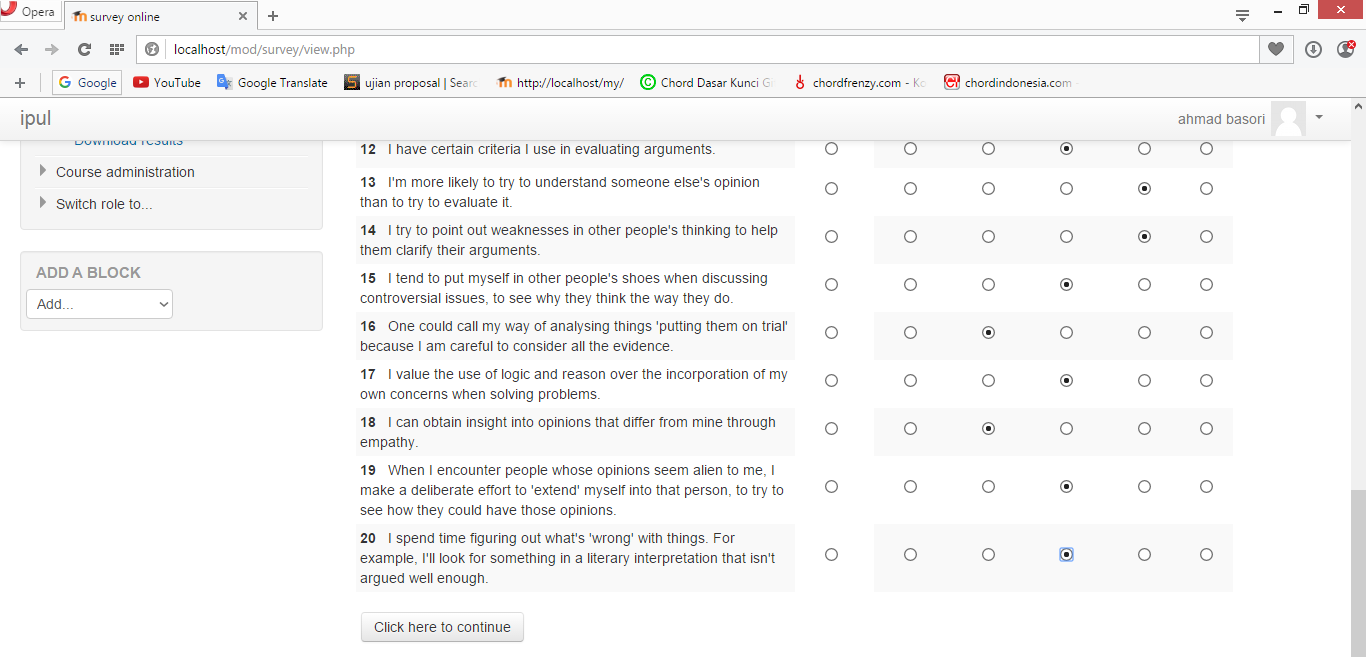 Opera
survey online
localhost/mod/survey/view.php
Google YouTube Google Translate ujian proposal | Sear http://localhost/my/ Chord Dasar Kunci G chordfrenzy.com - Ko chordindonesia.com -
ipul
ahmad basori
Download results
Course administration
Switch role to...
ADD A BLOCK
Add...
12 I have certain criteria I use in evaluating arguments.
13 I'm more likely to try to understand someone else's opinion
than to try to evaluate it.
14 I try to point out weaknesses in other people's thinking to help
them clarify their arguments.
15 I tend to put myself in other people's shoes when discussing
controversial issues, to see why they think the way they do.
16 One could call my way of analysing things 'putting them on trial'
because I am careful to consider all the evidence.
17 I value the use of logic and reason over the incorporation of my
own concerns when solving problems.
18 I can obtain insight into opinions that differ from mine through
empathy.
19 When I encounter people whose opinions seem alien to me, I
make a deliberate effort to 'extend' myself into that person, to try to
see how they could have those opinions.
20 I spend time figuring out what's 'wrong' with things. For
example, I'll look for something in a literary interpretation that isn't
argued well enough.
Click here to continue